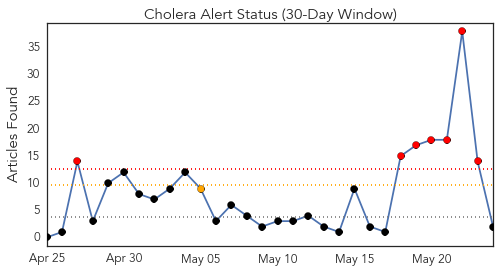 Cholera Alert Status (30-Day Window)
Articles Found
35
30
25
20
15
10
5
0
Apr 25
Apr 30
May 05
May 10
May 15
May 20